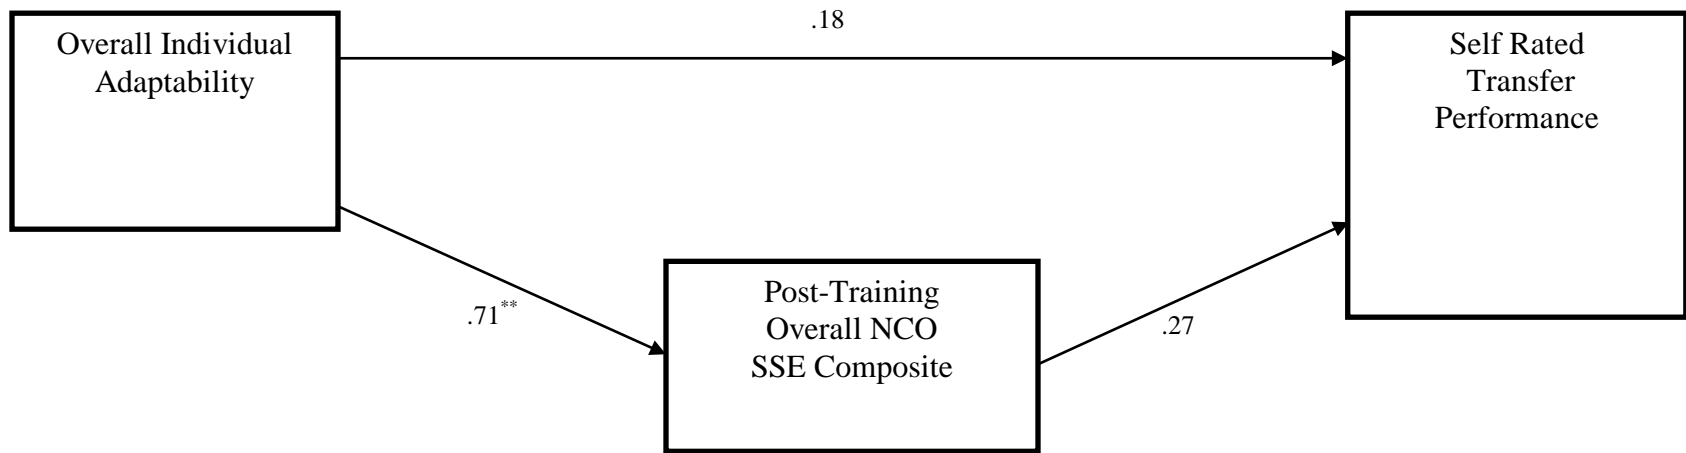 .18
Overall Individual
Adaptability
Self Rated
Transfer
Performance
.71**
Post-Training
Overall NCO
SSE Composite
.27